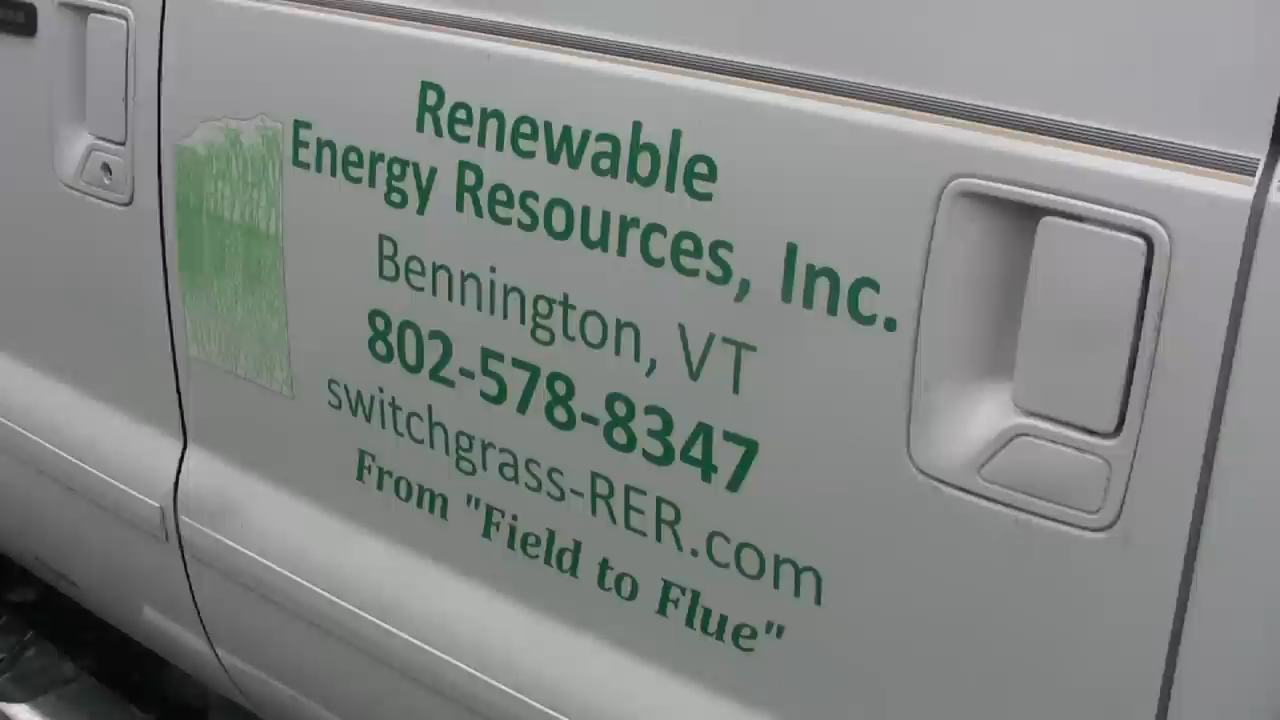 Renewable
Energy Resources, Inc.
Bennington, VT
802-578-8347
switchgrass-RER.com
From "Field to Flue"